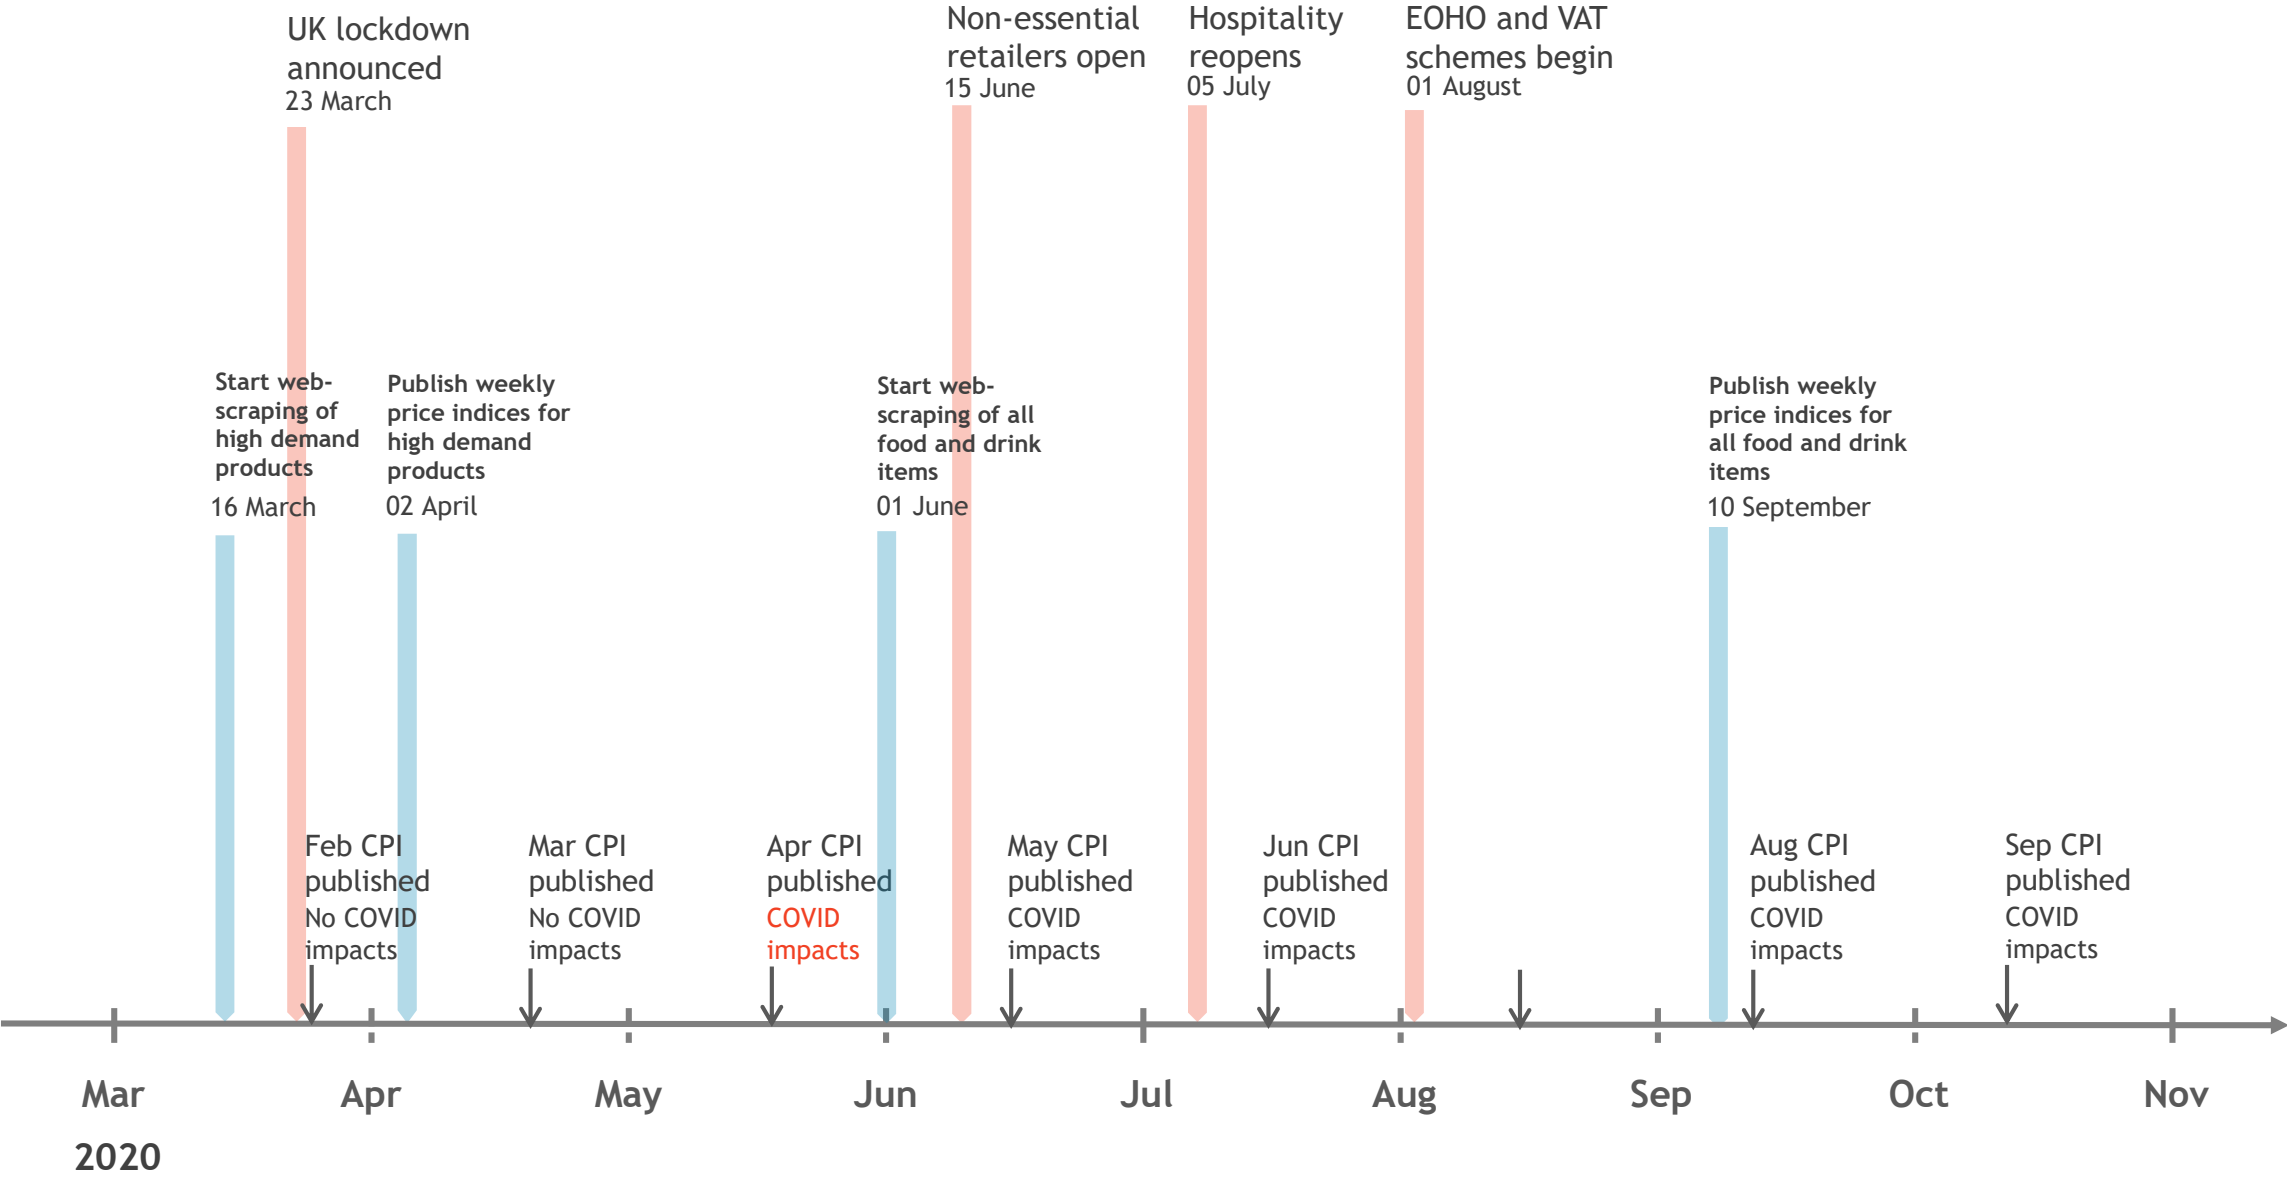 UK lockdown
announced
23 March
Non-essential
retailers open
15 June
Hospitality
reopens
05 July
EOHO and VAT
schemes begin
01 August
Start web-
scraping of
high demand
products
16 March
Publish weekly
price indices for
high demand
products
02 April
Start web-
scraping of all
food and drink
items
01 June
Publish weekly
price indices for
all food and drink
items
10 September
Feb CPI
published
No COVID
impacts
Mar CPI
published
No COVID
impacts
Apr CPI
published
COVID
impacts
May CPI
published
COVID
impacts
Jun CPI
published
COVID
impacts
Aug CPI
published
COVID
impacts
Sep CPI
published
COVID
impacts
Mar Apr May Jun Jul Aug Sep Oct Nov
2020